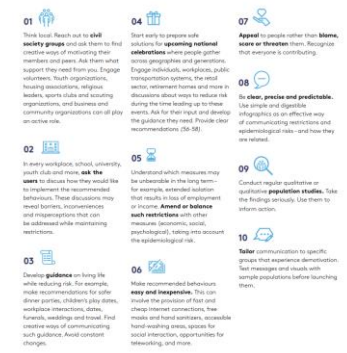 01
Think local. Reach out to civil
society groups and ask them to find
creative ways of motivating their
members and peers. Ask them what
support they need from you. Engage
volunteers. Youth organizations,
housing associations, religious
leaders, sports clubs and scouting
organizations, and business and
community organizations can all play
an active role.
02
In every workplace, school, university,
youth club and more, ask the
users to discuss how they would like
to implement the recommended
behaviours. These discussions may
reveal barriers, inconveniences
and misperceptions that can
be addressed while maintaining
restrictions.
03
Develop guidance on living life
while reducing risk. For example,
make recommendations for safer
dinner parties, children's play dates,
workplace interactions, dates,
funerals, weddings and travel. Find
creative ways of communicating
such guidance. Avoid constant
changes.
04
Start early to prepare safe
solutions for upcoming national
celebrations where people gather
across geographies and generations.
Engage individuals, workplaces, public
transportation systems, the retail
sector, retirement homes and more in
discussions about ways to reduce risk
during the time leading up to these
events. Ask for their input and develop
the guidance they need. Provide clear
recommendations (56-58).
05
Understand which measures may
be unbearable in the long term–
for example, extended isolation
that results in loss of employment
or income. Amend or balance
such restrictions with other
measures (economic, social,
psychological), taking into account
the epidemiological risk.
06
Make recommended behaviours
easy and inexpensive. This can
involve the provision of fast and
cheap internet connections, free
masks and hand sanitizers, accessible
hand-washing areas, spaces for
social interaction, opportunities for
teleworking, and more.
07
Appeal to people rather than blame,
scare or threaten them. Recognize
that everyone is contributing.
08
Be clear, precise and predictable.
Use simple and digestible
infographics as an effective way
of communicating restrictions and
epidemiological risks – and how they
are related.
09
Conduct regular qualitative or
qualitative population studies. Take
the findings seriously. Use them to
inform action.
10
Tailor communication to specific
groups that experience demotivation.
Test messages and visuals with
sample populations before launching
them.